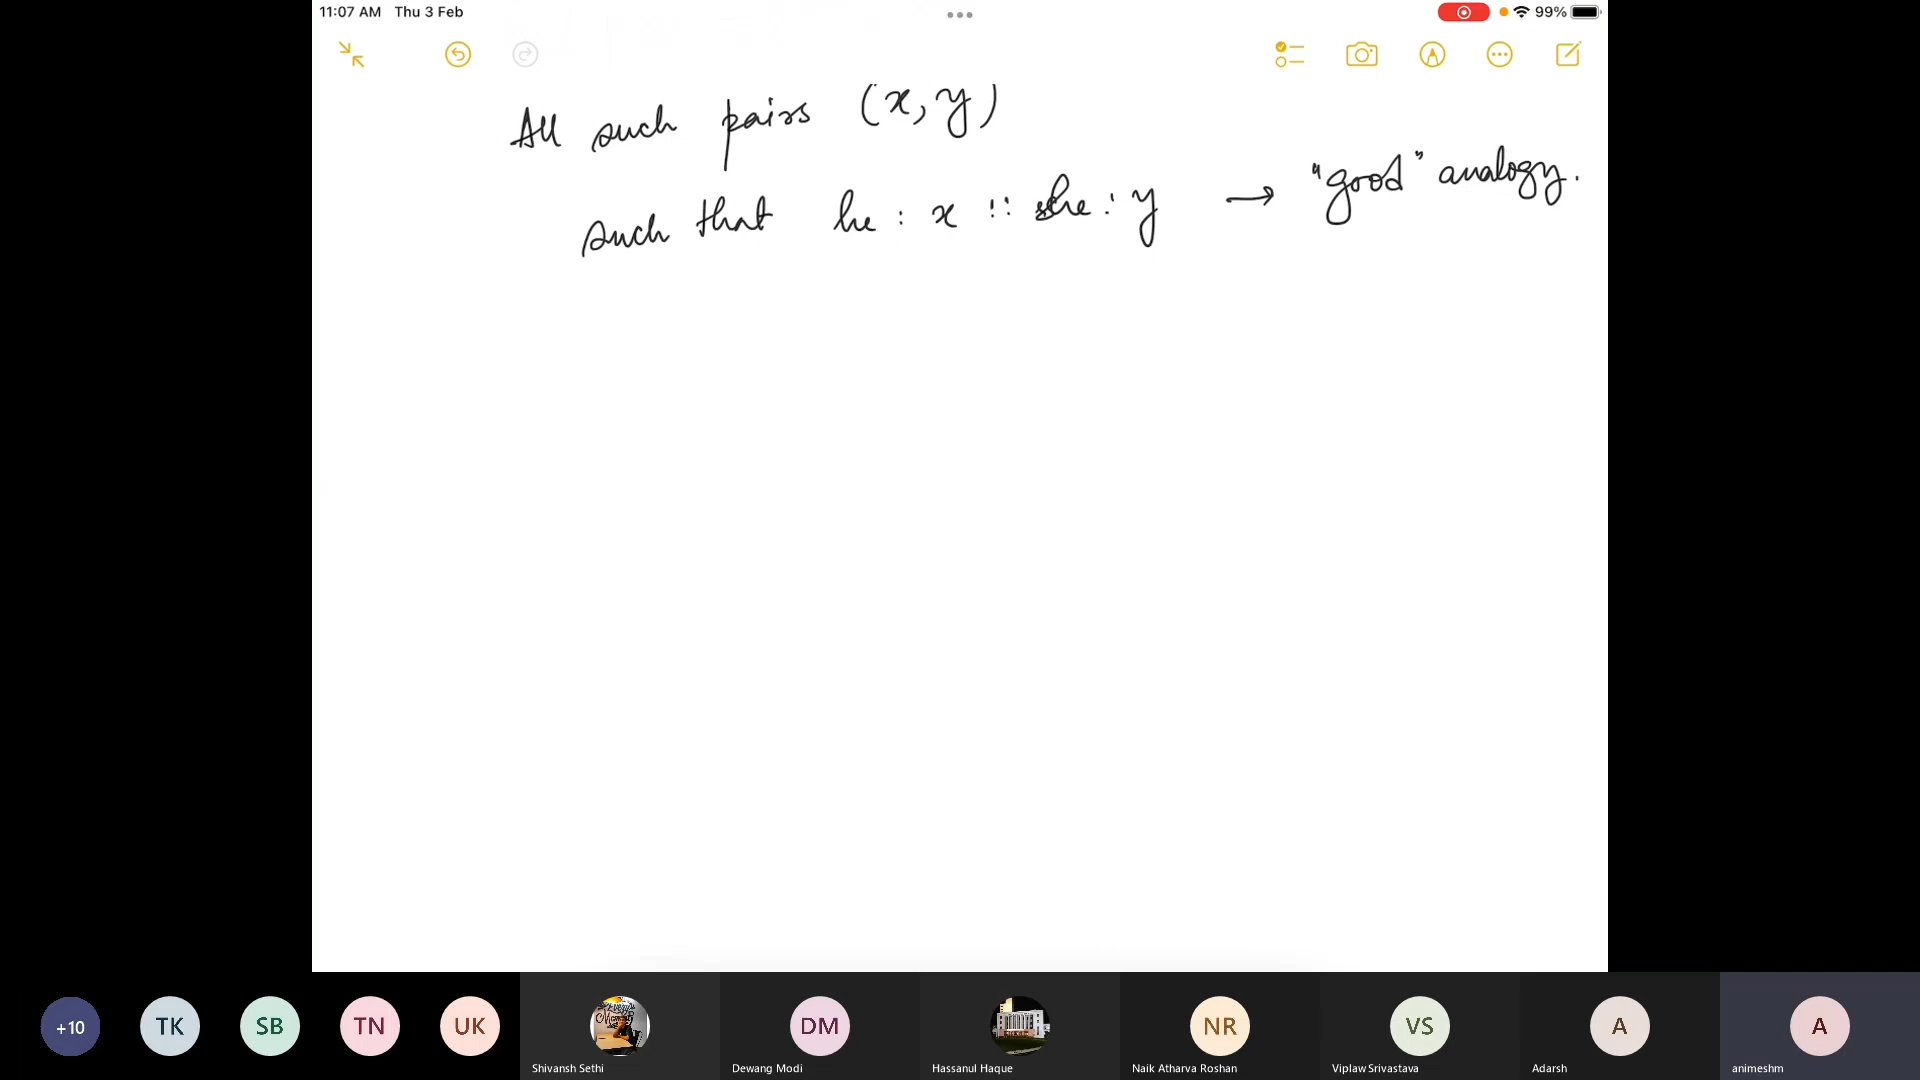 11:07 AM Thu 3 Feb
99%
All such pairs (x, y)
such that he : x :: she : y → "good" analogy.
+10
TK
SB
TN
UK
DM
NR
VS
A
A
Shivansh Sethi
Dewang Modi
Hassanul Haque
Naik Atharva Roshan
Viplaw Srivastava
Adarsh
animeshm